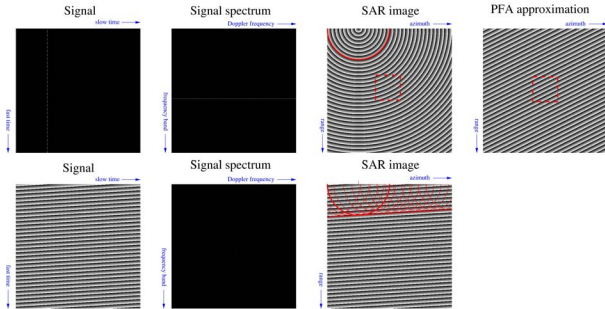 Signal
Signal spectrum
SAR image
PFA approximation
slow time
Doppler frequency
azimuth
azimuth
fast time
frequency band
range
range
Signal
Signal spectrum
SAR image
slow time
Doppler frequency
azimuth
fast time
frequency band
range